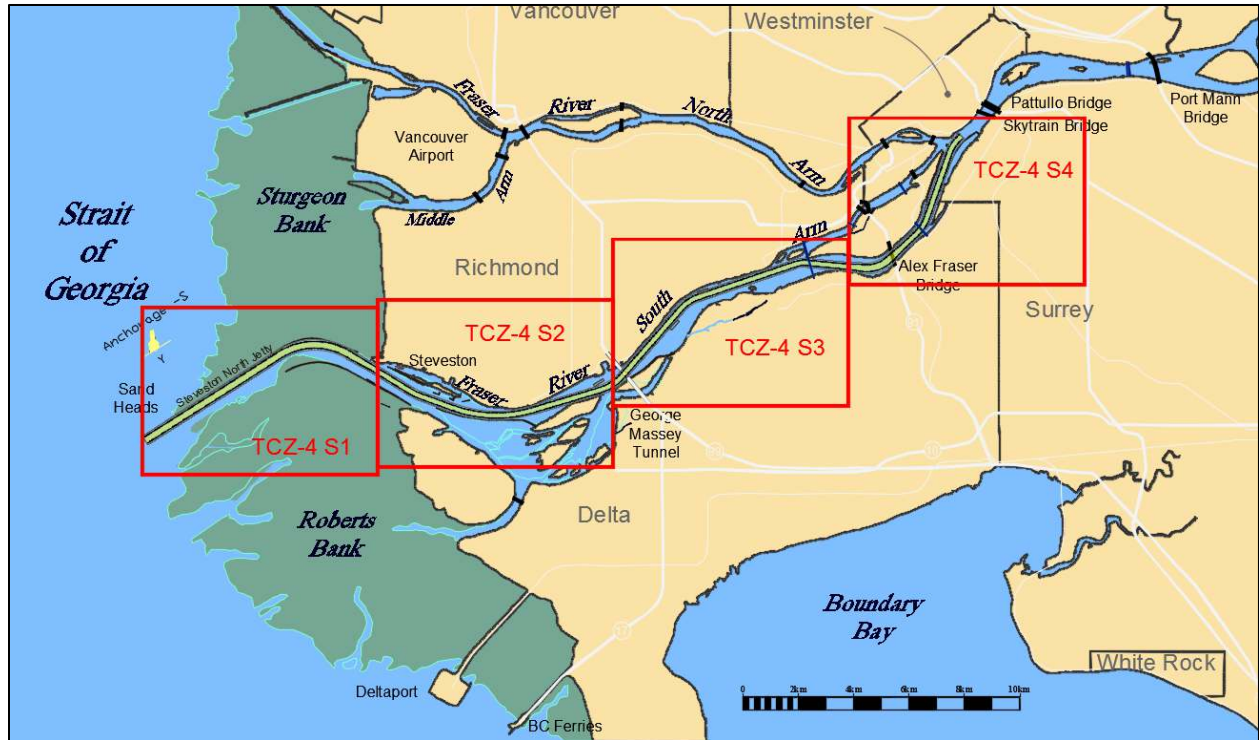 Vancouver
Westminster
Fraser
River
North
Arm
Pattullo Bridge
Skytrain Bridge
Port Mann
Bridge
Vancouver
Airport
Arm
Middle
Sturgeon
Bank
Strait
of
Georgia
Richmond
TCZ-4 S4
Arm
Alex Fraser
Bridge
Surrey
Anchorage - S
Y
Sand
Heads
Steveston North Jetty
TCZ-4 S1
TCZ-4 S2
Steveston
Fraser
River
South
TCZ-4 S3
George
Massey
Tunnel
Delta
Roberts
Bank
Boundary
Bay
White Rock
Deltaport
BC Ferries
17
0 2km 4km 6km 8km 10km